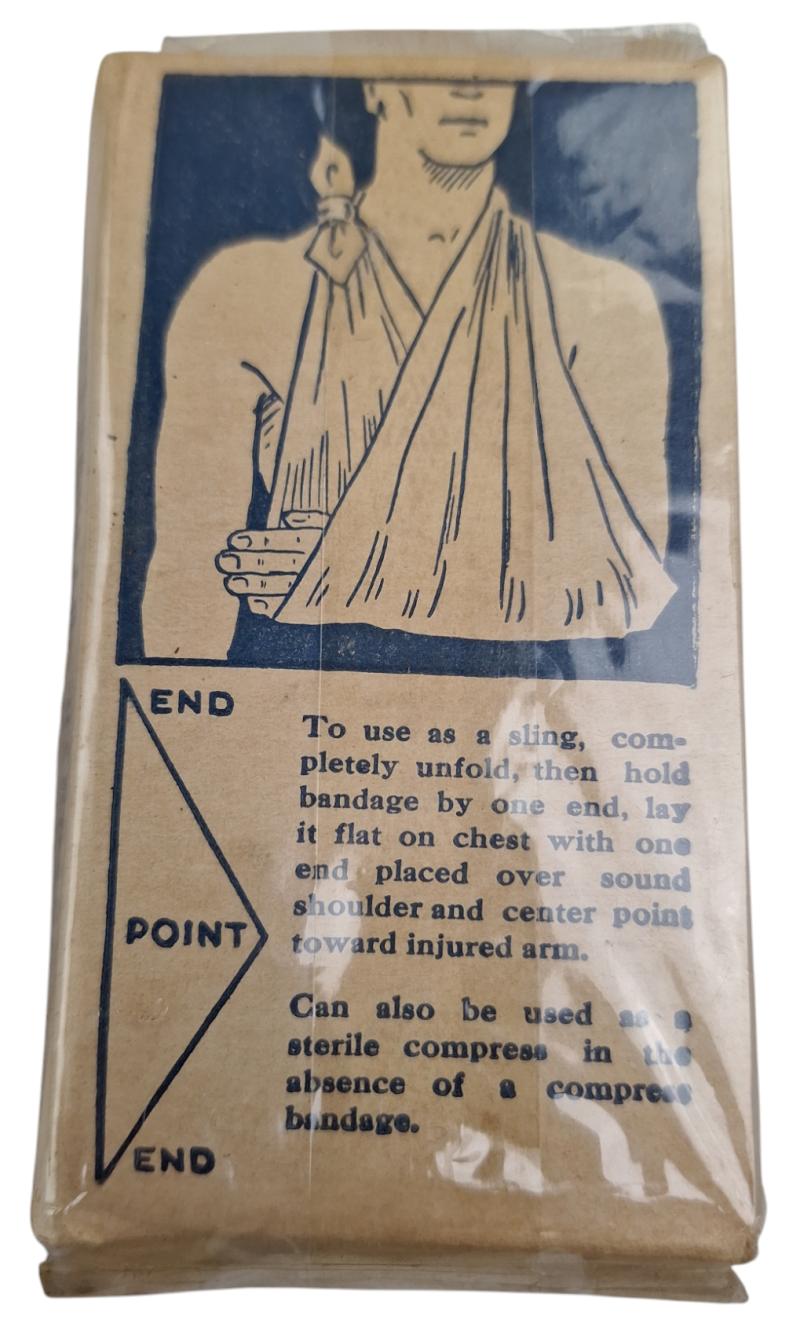 END
POINT
END
To use as a sling, com-
pletely unfold, then hold
bandage by one end, lay
it flat on chest with one
end placed over sound
shoulder and center point
toward injured arm.
Can also be used as a
sterile compress in the
absence of a compress
bandage.